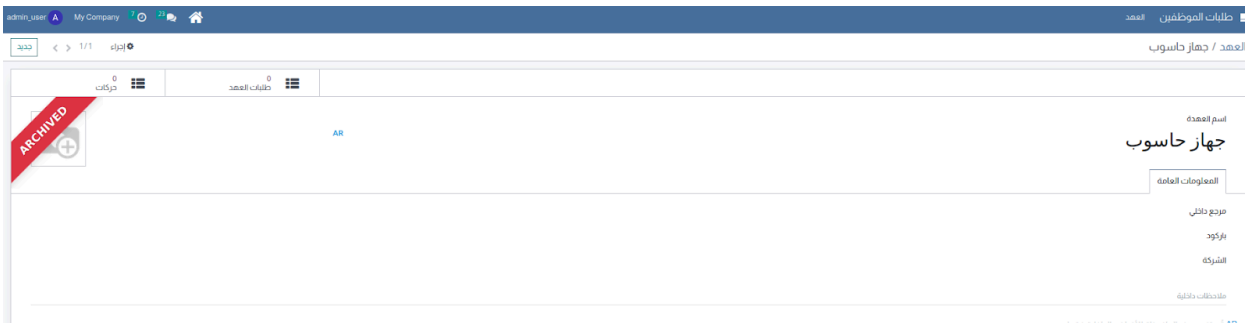 طلبات الموظفين العهد 23 7 My Company A admin_user
العهد / جهاز حاسوب إجراء 1/1 جديد
0 طلبات العهد 0 حركات
ARCHIVED
اسم العهدة
جهاز حاسوب AR
المعلومات العامة
مرجع داخلي
باركود
الشركة
ملاحظات داخلية
AR